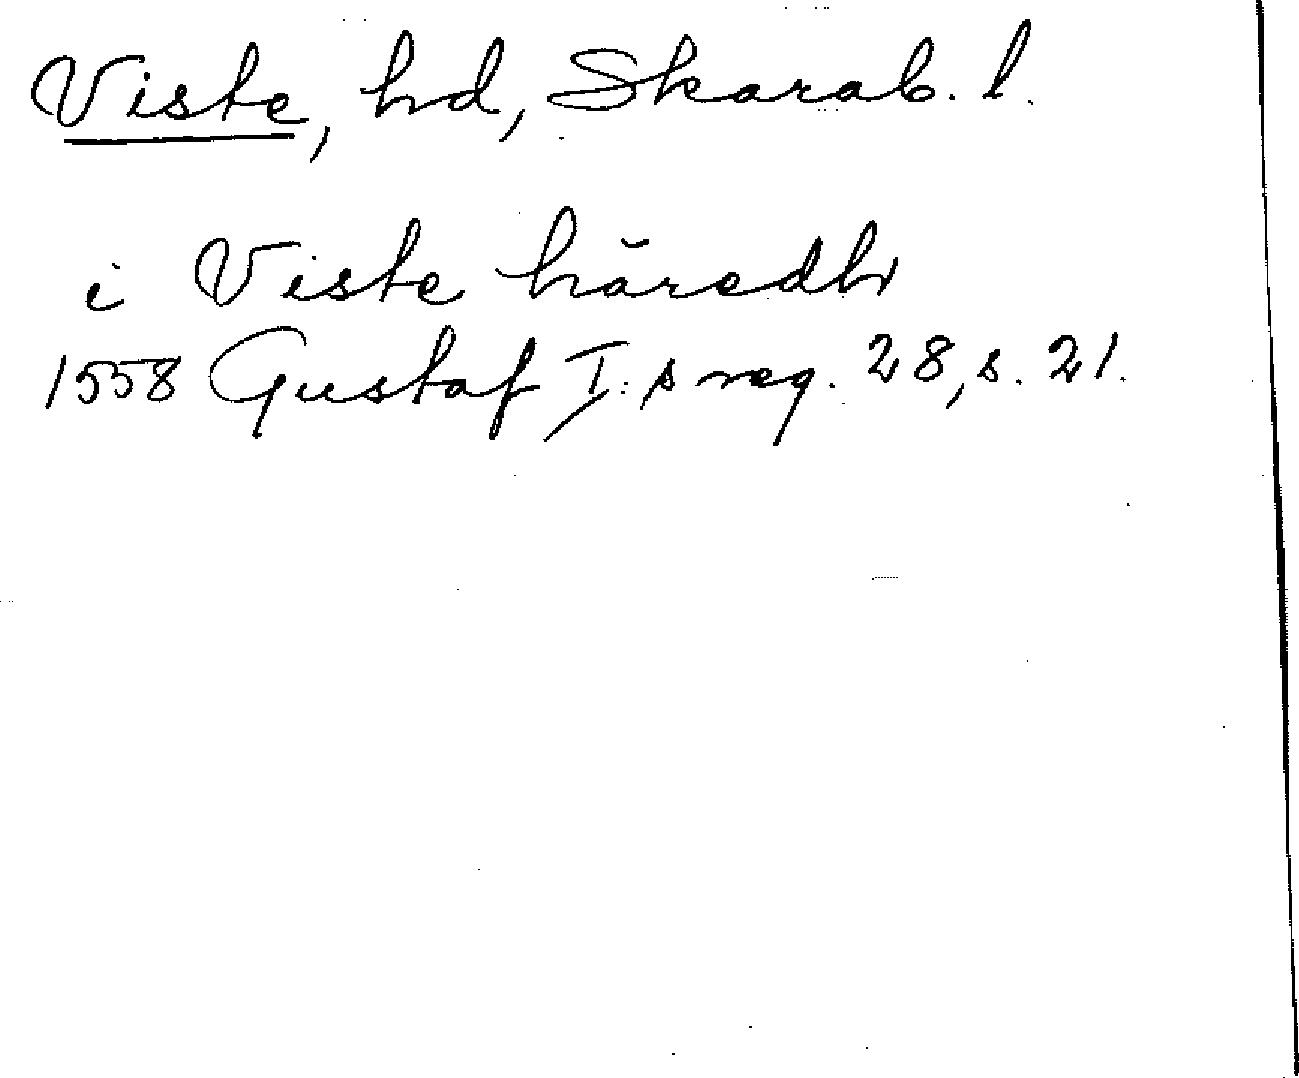 Viste, hd, Skarab. l.
i Viste häredh
1558 Gustaf I:s reg. 28, s. 21.